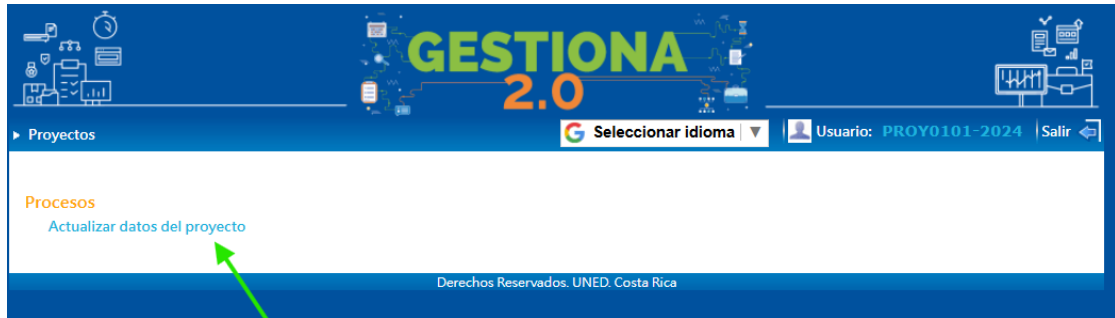 GESTIONA
2.0
Proyectos
Seleccionar idioma
Usuario: PROY0101-2024
Salir
Procesos
Actualizar datos del proyecto
Derechos Reservados. UNED. Costa Rica